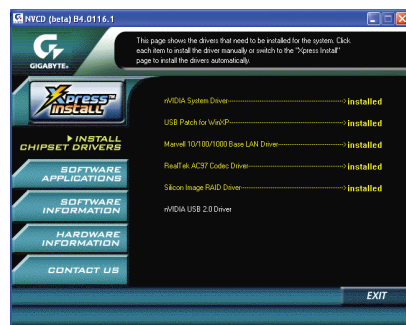 NVCD (beta) B4.0116.1
GIGABYTE™
This page shows the drivers that need to be installed for the system. Click
each item to install the driver manually or switch to the "Xpress Install"
page to install the drivers automatically.
Xpress™
install
INSTALL
CHIPSET DRIVERS
SOFTWARE
APPLICATIONS
SOFTWARE
INFORMATION
HARDWARE
INFORMATION
CONTACT US
nVIDIA System Driver installed
USB Patch for WinXP installed
Marvell 10/100/1000 Base LAN Driver installed
RealTek AC97 Codec Driver installed
Silicon Image RAID Driver installed
nVIDIA USB 2.0 Driver
EXIT